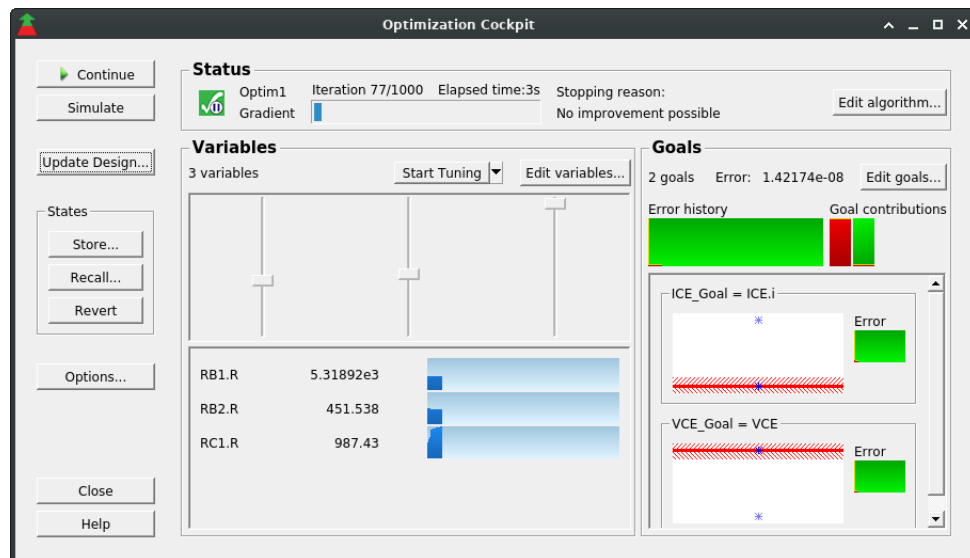 Optimization Cockpit
Continue
Simulate
Update Design...
States
Store...
Recall...
Revert
Options...
Close
Help
Status
Optim1
Gradient
Iteration 77/1000 Elapsed time:3s
Stopping reason:
No improvement possible
Edit algorithm...
Variables
3 variables
Start Tuning
Edit variables...
RB1.R 5.31892e3
RB2.R 451.538
RC1.R 987.43
Goals
2 goals Error: 1.42174e-08
Edit goals...
Error history
Goal contributions
ICE_Goal = ICE.i
Error
VCE_Goal = VCE
Error